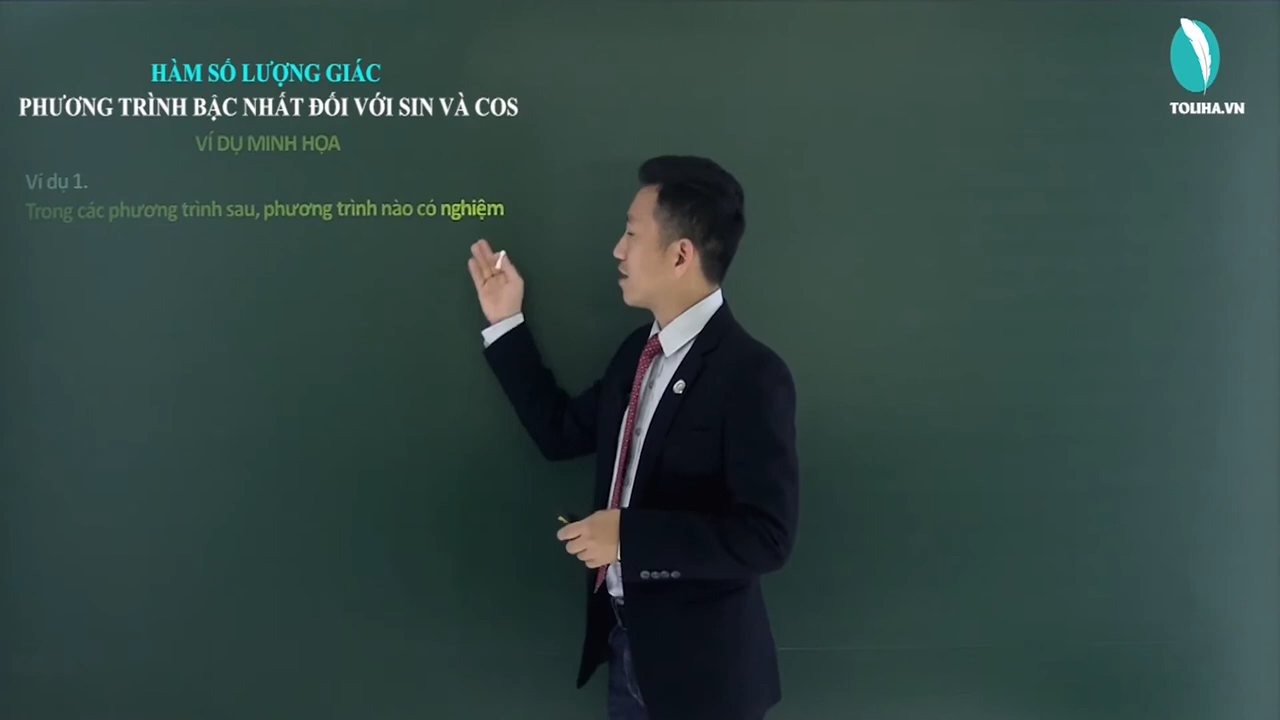 HÀM SỐ LƯỢNG GIÁC
PHƯƠNG TRÌNH BẬC NHẤT ĐỐI VỚI SIN VÀ COS
VÍ DỤ MINH HỌA
Ví dụ 1.
Trong các phương trình sau, phương trình nào có nghiệm
TOLIHA.VN